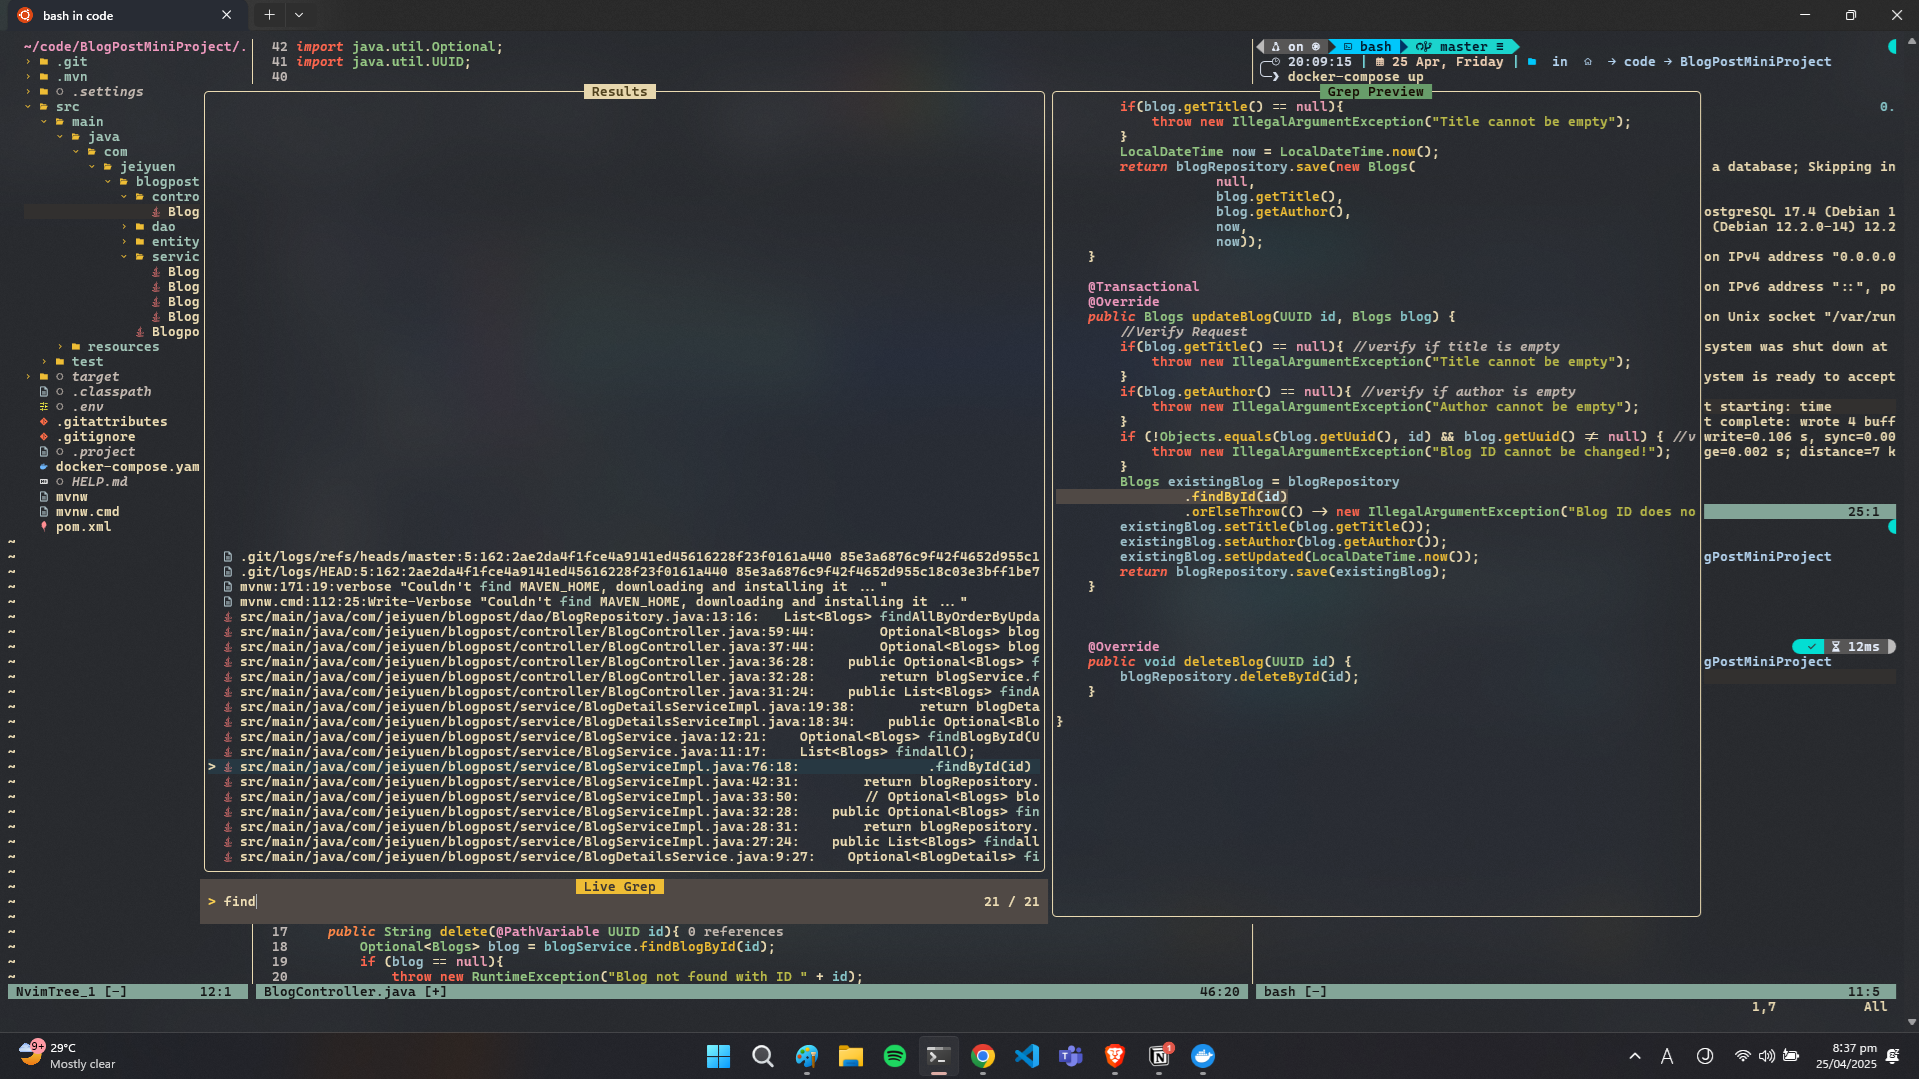 bash in code
~/code/BlogPostMiniProject/.
.git
.mvn
.settings
src
main
java
com
jeiyuen
blogpost
contro
Blog
dao
entity
servic
Blog
Blog
Blog
Blog
Blogpo
resources
test
target
.classpath
.env
.gitattributes
.gitignore
.project
docker-compose.yam
HELP.md
mvnw
mvnw.cmd
pom.xml
NvimTree_1 [-] 12:1
42 import java.util.Optional;
41 import java.util.UUID;
40
Results
.git/logs/refs/heads/master:5:162:2ae2da4f1fce4a9141ed45616228f23f0161a440 85e3a6876c9f42f4652d955c1
.git/logs/HEAD:5:162:2ae2da4f1fce4a9141ed45616228f23f0161a440 85e3a6876c9f42f4652d955c18c03e3bff1be7
mvnw:171:19:verbose "Couldn't find MAVEN_HOME, downloading and installing it ..."
mvnw.cmd:112:25:Write-Verbose "Couldn't find MAVEN_HOME, downloading and installing it ..."
src/main/java/com/jeiyuen/blogpost/dao/BlogRepository.java:13:16: List<Blogs> findAllByOrderByUpda
src/main/java/com/jeiyuen/blogpost/controller/BlogController.java:59:44: Optional<Blogs> blog
src/main/java/com/jeiyuen/blogpost/controller/BlogController.java:37:44: Optional<Blogs> blog
src/main/java/com/jeiyuen/blogpost/controller/BlogController.java:36:28: public Optional<Blogs> f
src/main/java/com/jeiyuen/blogpost/controller/BlogController.java:32:28: return blogService.f
src/main/java/com/jeiyuen/blogpost/controller/BlogController.java:31:24: public List<Blogs> findA
src/main/java/com/jeiyuen/blogpost/service/BlogDetailsServiceImpl.java:19:38: return blogDeta
src/main/java/com/jeiyuen/blogpost/service/BlogDetailsServiceImpl.java:18:34: public Optional<Blo
src/main/java/com/jeiyuen/blogpost/service/BlogService.java:12:21: Optional<Blogs> findBlogById(U
src/main/java/com/jeiyuen/blogpost/service/BlogService.java:11:17: List<Blogs> findall();
> src/main/java/com/jeiyuen/blogpost/service/BlogServiceImpl.java:76:18: .findById(id)
src/main/java/com/jeiyuen/blogpost/service/BlogServiceImpl.java:42:31: return blogRepository.
src/main/java/com/jeiyuen/blogpost/service/BlogServiceImpl.java:33:50: // Optional<Blogs> blo
src/main/java/com/jeiyuen/blogpost/service/BlogServiceImpl.java:32:28: public Optional<Blogs> fin
src/main/java/com/jeiyuen/blogpost/service/BlogServiceImpl.java:28:31: return blogRepository.
src/main/java/com/jeiyuen/blogpost/service/BlogServiceImpl.java:27:24: public List<Blogs> findall
src/main/java/com/jeiyuen/blogpost/service/BlogDetailsService.java:9:27: Optional<BlogDetails> fi
Live Grep
> find 21 / 21
17 public String delete(@PathVariable UUID id){ 0 references
18 Optional<Blogs> blog = blogService.findBlogById(id);
19 if (blog == null){
20 throw new RuntimeException("Blog not found with ID " + id);
BlogController.java [+] 46:20
on bash master ≡
20:09:15 | 25 Apr, Friday | in → code → BlogPostMiniProject
docker-compose up
Grep Preview
if(blog.getTitle() == null){
throw new IllegalArgumentException("Title cannot be empty");
}
LocalDateTime now = LocalDateTime.now();
return blogRepository.save(new Blogs(
null,
blog.getTitle(),
blog.getAuthor(),
now,
now));
}
@Transactional
@Override
public Blogs updateBlog(UUID id, Blogs blog) {
//Verify Request
if(blog.getTitle() == null){ //verify if title is empty
throw new IllegalArgumentException("Title cannot be empty");
}
if(blog.getAuthor() == null){ //verify if author is empty
throw new IllegalArgumentException("Author cannot be empty");
}
if (!Objects.equals(blog.getUuid(), id) && blog.getUuid() != null) { //v
throw new IllegalArgumentException("Blog ID cannot be changed!");
}
Blogs existingBlog = blogRepository
.findById(id)
.orElseThrow(() -> new IllegalArgumentException("Blog ID does no
existingBlog.setTitle(blog.getTitle());
existingBlog.setAuthor(blog.getAuthor());
existingBlog.setUpdated(LocalDateTime.now());
return blogRepository.save(existingBlog);
}
@Override
public void deleteBlog(UUID id) {
blogRepository.deleteById(id);
}
}
0.
a database; Skipping in
ostgreSQL 17.4 (Debian 1
(Debian 12.2.0-14) 12.2
on IPv4 address "0.0.0.0
on IPv6 address "::", po
on Unix socket "/var/run
system was shut down at
ystem is ready to accept
t starting: time
t complete: wrote 4 buff
write=0.106 s, sync=0.00
ge=0.002 s; distance=7 k
25:1
gPostMiniProject
12ms
gPostMiniProject
bash [-] 11:5
1,7 All
9+
29°C
Mostly clear
1
8:37 pm
25/04/2025